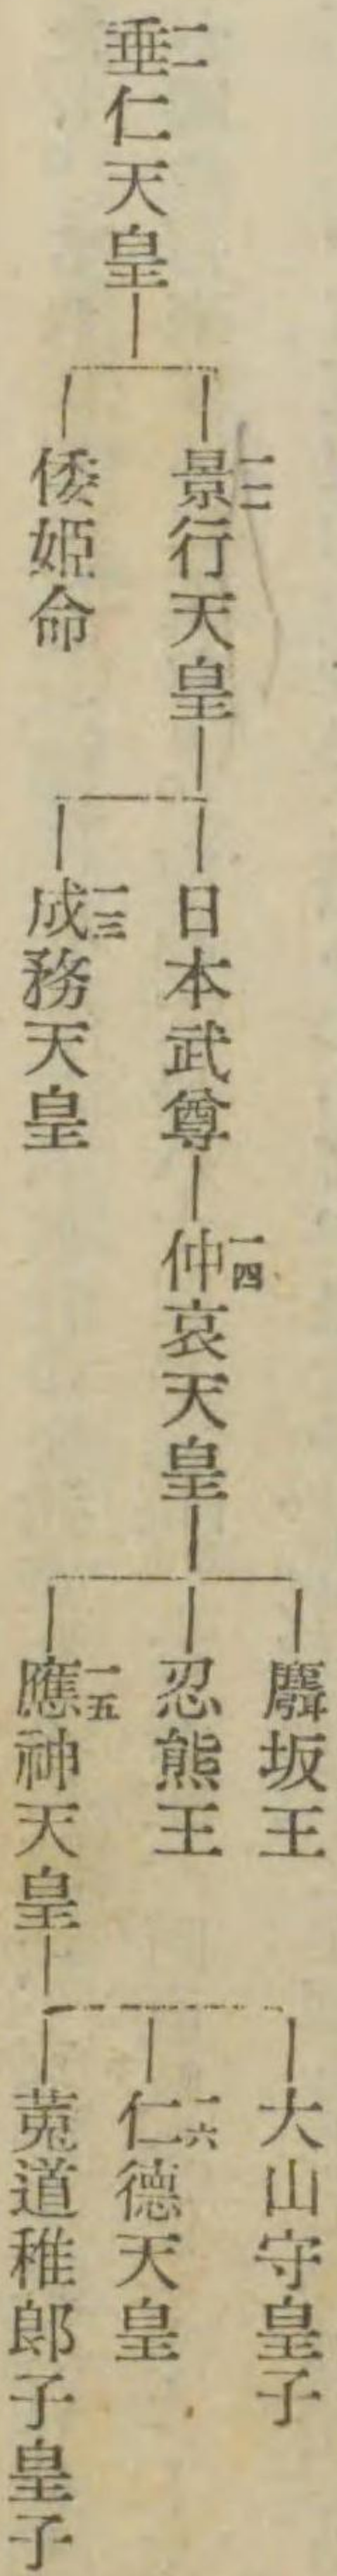 一一
垂仁天皇
一二
景行天皇
倭姫命
日本武尊
一三
成務天皇
一四
仲哀天皇
麛坂王
忍熊王
一五
應神天皇
大山守皇子
一六
仁德天皇
菟道稚郎子皇子